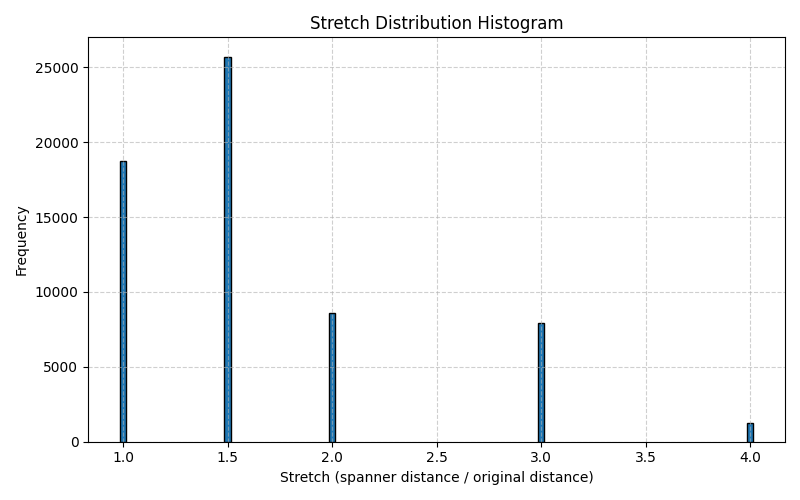 Stretch Distribution Histogram
25000
20000
15000
10000
5000
0
Frequency
1.0 1.5 2.0 2.5 3.0 3.5 4.0
Stretch (spanner distance / original distance)